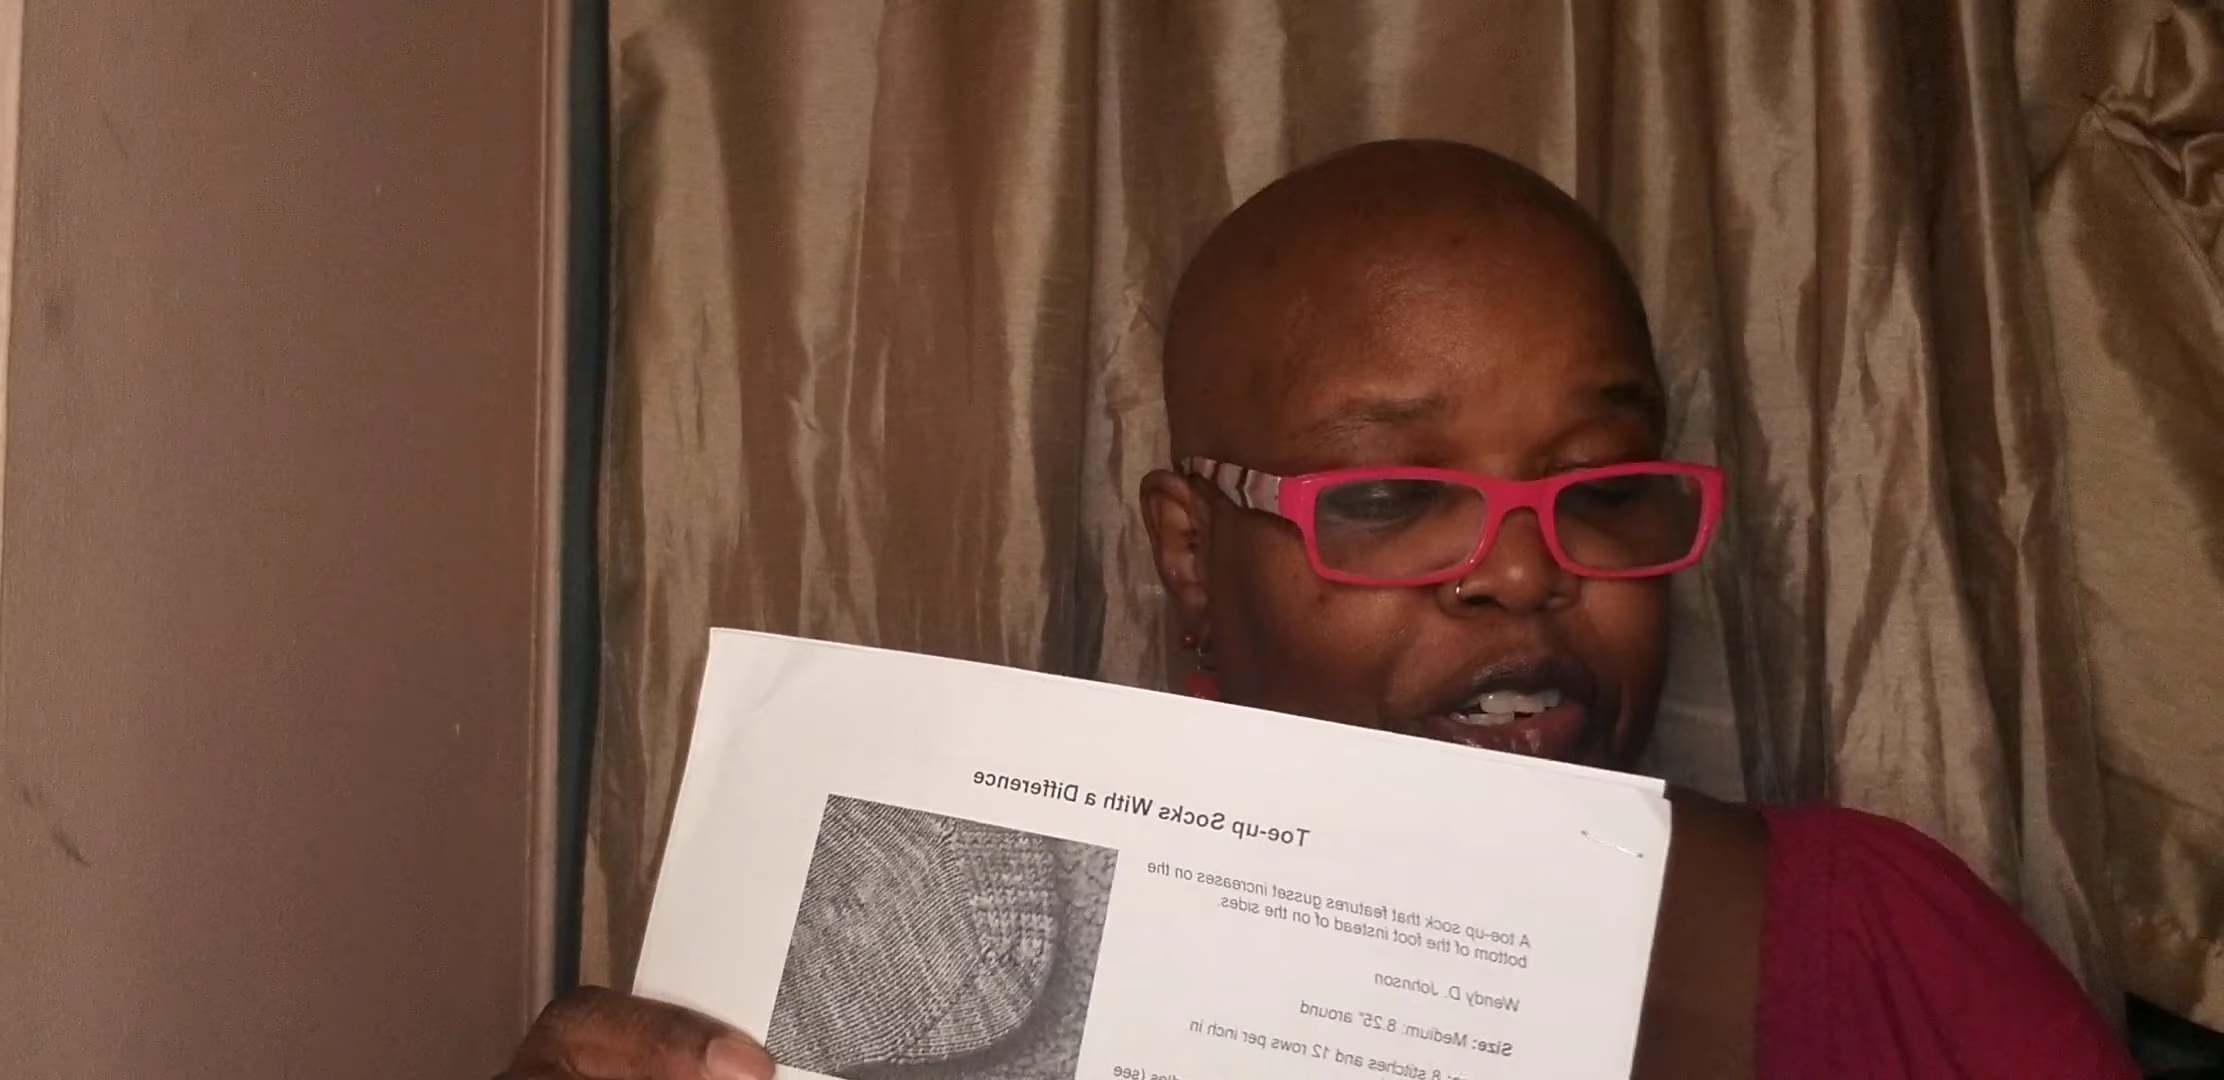 Toe-up Socks With a Difference
A toe-up sock that features gusset increases on the
bottom of the foot instead of on the sides.
Wendy D. Johnson
Size: Medium: 8.25" around
8 stitches and 12 rows per inch in
(see